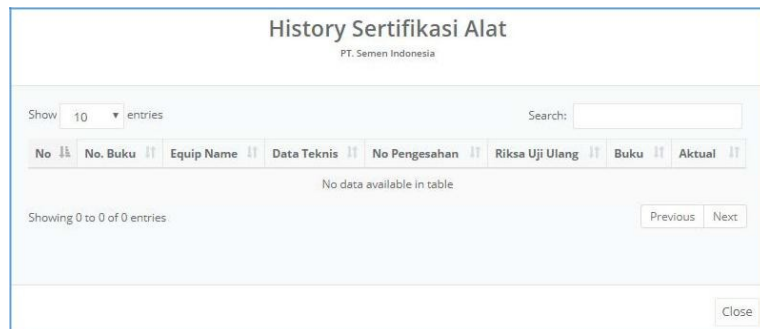 History Sertifikasi Alat
PT. Semen Indonesia
Show 10 entries Search:
No No. Buku Equip Name Data Teknis No Pengesahan Riksa Uji Ulang Buku Aktual
No data available in table
Showing 0 to 0 of 0 entries Previous Next
Close